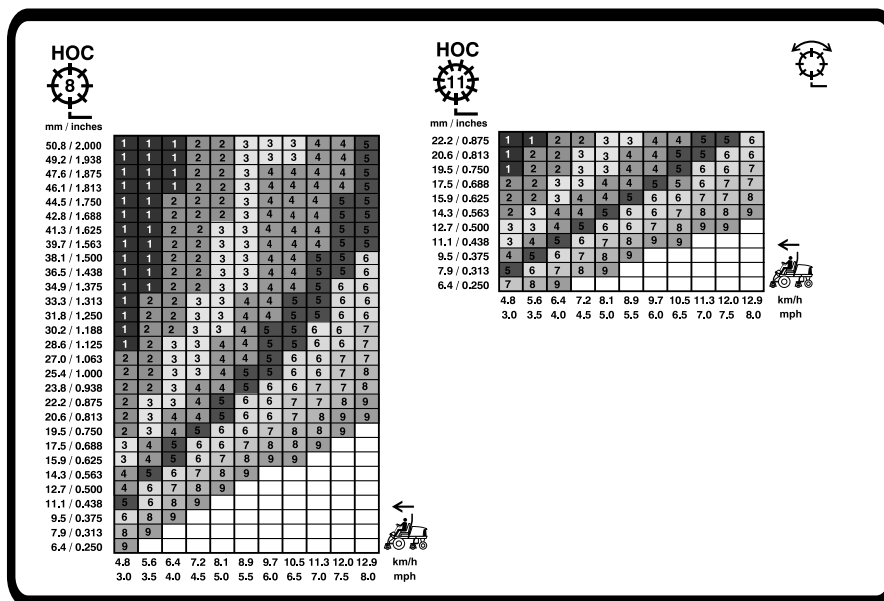 HOC
8
mm / inches
50.8 / 2.000 1 1 1 2 2 3 3 3 4 4 5
49.2 / 1.938 1 1 1 2 2 3 3 3 4 4 5
47.6 / 1.875 1 1 1 2 2 3 4 4 4 4 5
46.1 / 1.813 1 1 1 2 2 3 4 4 4 4 5
44.5 / 1.750 1 1 2 2 2 3 4 4 4 5 5
42.8 / 1.688 1 1 2 2 2 3 4 4 4 5 5
41.3 / 1.625 1 1 2 2 3 3 4 4 4 5 5
39.7 / 1.563 1 1 2 2 3 3 4 4 4 5 5
38.1 / 1.500 1 1 2 2 3 3 4 4 5 5 6
36.5 / 1.438 1 1 2 2 3 3 4 4 5 5 6
34.9 / 1.375 1 1 2 2 3 3 4 4 5 6 6
33.3 / 1.313 1 2 2 3 3 4 4 5 5 6 6
31.8 / 1.250 1 2 2 3 3 4 4 5 5 6 6
30.2 / 1.188 1 2 2 3 3 4 5 5 6 6 7
28.6 / 1.125 1 2 3 3 4 4 5 5 6 6 7
27.0 / 1.063 2 2 3 3 4 4 5 6 6 7 7
25.4 / 1.000 2 2 3 3 4 5 5 6 6 7 8
23.8 / 0.938 2 2 3 4 4 5 6 6 7 7 8
22.2 / 0.875 2 3 3 4 5 6 6 7 7 8 9
20.6 / 0.813 2 3 4 4 5 6 6 7 8 9 9
19.5 / 0.750 2 3 4 5 6 6 7 7 8 9
17.5 / 0.688 3 4 5 6 6 7 8 8 9
15.9 / 0.625 3 4 5 6 7 8 9 9
14.3 / 0.563 4 5 6 7 8 9
12.7 / 0.500 4 6 7 8 9
11.1 / 0.438 5 6 8 9
9.5 / 0.375 6 8 9
7.9 / 0.313 8 9
6.4 / 0.250 9
4.8 5.6 6.4 7.2 8.1 8.9 9.7 10.5 11.3 12.0 12.9 km/h
3.0 3.5 4.0 4.5 5.0 5.5 6.0 6.5 7.0 7.5 8.0 mph
HOC
11
mm / inches
22.2 / 0.875 1 1 2 2 3 3 4 4 5 5 6
20.6 / 0.813 1 2 2 3 3 4 4 5 5 6 6
19.5 / 0.750 1 2 2 3 3 4 4 5 6 6 7
17.5 / 0.688 2 2 3 3 4 4 5 5 6 7 7
15.9 / 0.625 2 2 3 4 4 5 6 6 7 7 8
14.3 / 0.563 2 3 4 4 5 6 6 7 8 8 9
12.7 / 0.500 3 3 4 5 6 6 7 8 9 9
11.1 / 0.438 3 4 5 6 7 8 9 9
9.5 / 0.375 4 5 6 7 8 9
7.9 / 0.313 5 6 7 8 9
6.4 / 0.250 7 8 9
4.8 5.6 6.4 7.2 8.1 8.9 9.7 10.5 11.3 12.0 12.9 km/h
3.0 3.5 4.0 4.5 5.0 5.5 6.0 6.5 7.0 7.5 8.0 mph